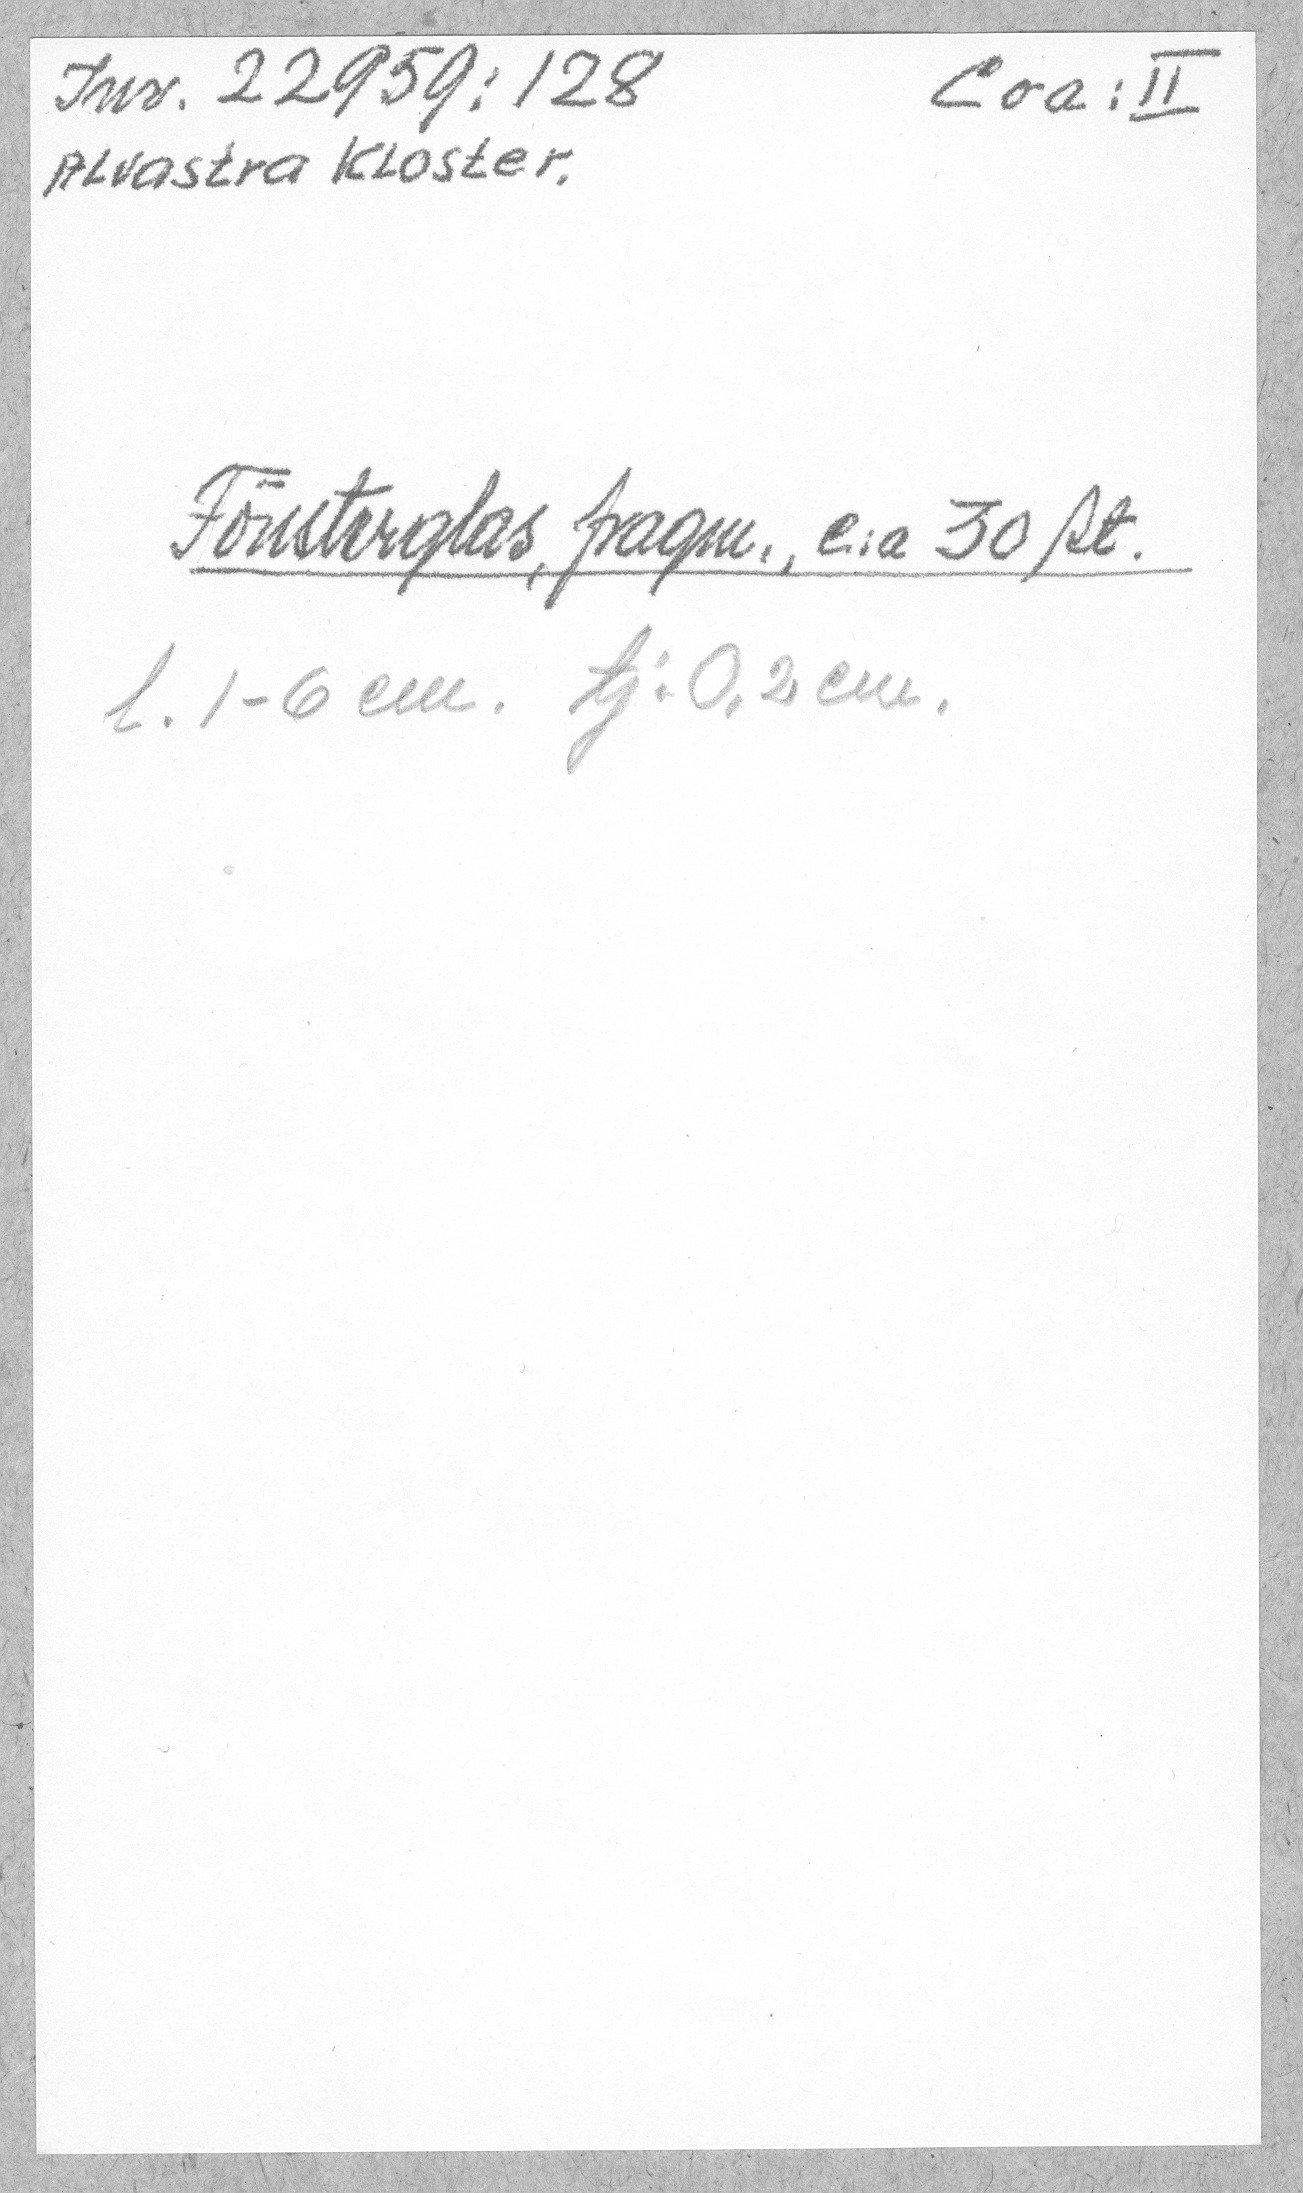 Inv. 22959:128 Coa: II
Alvastra Kloster.
Fönsterglas, fragm., c:a 30 st.
l. 1-6 cm. tj: 0,2 cm.